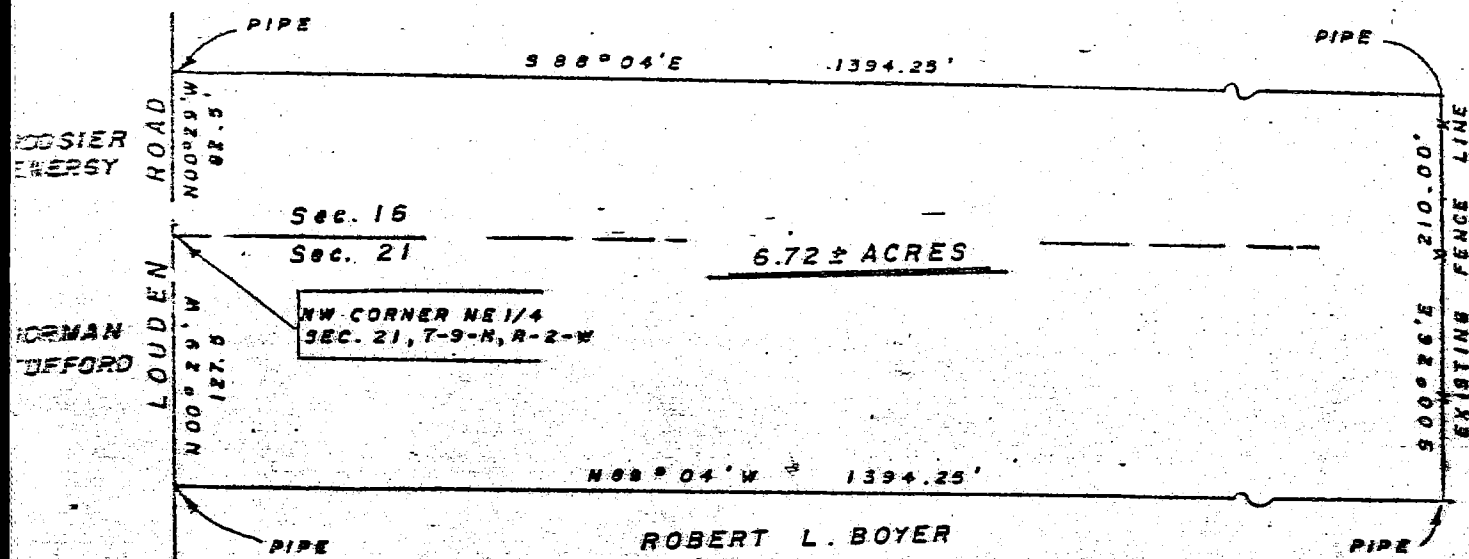 PIPE
PIPE
S 88° 04' E 1394.25'
N00°29'W
82.5'
ROAD
Sec. 16
Sec. 21
6.72 ± ACRES
NW CORNER NE 1/4
SEC. 21, T-9-N, R-2-W
LOUDEN
N00°29'W
127.5
S00°26'E 210.00'
EXISTING FENCE LINE
N 88° 04' W 1394.25'
ROBERT L. BOYER
PIPE
PIPE
ENERGY